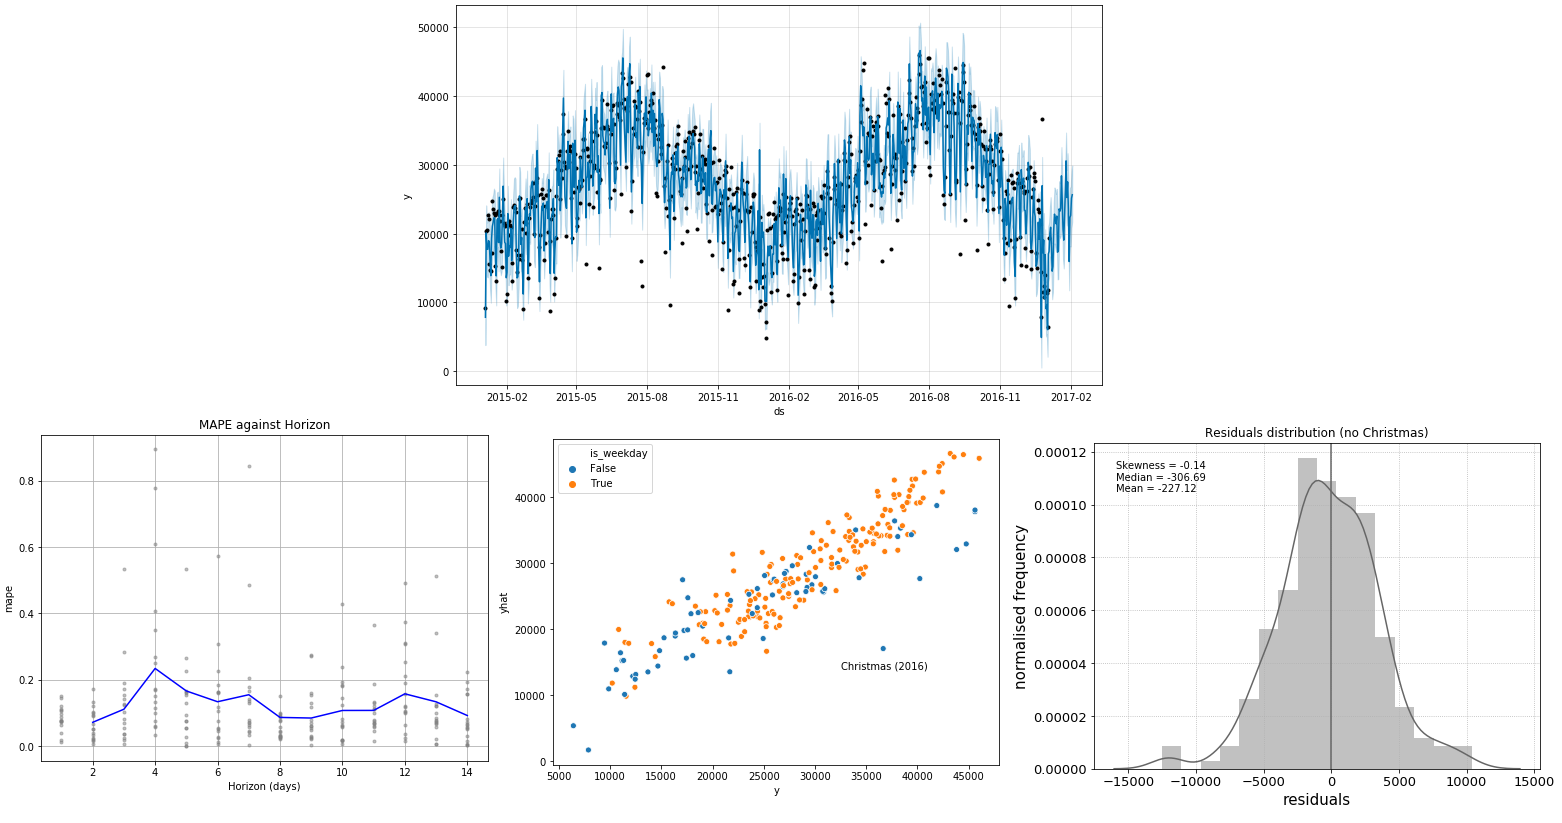 50000
40000
30000
20000
10000
0
y
2015-02 2015-05 2015-08 2015-11 2016-02 2016-05 2016-08 2016-11 2017-02
ds
MAPE against Horizon
0.8
0.6
0.4
0.2
0.0
mape
2 4 6 8 10 12 14
Horizon (days)
is_weekday
False
True
40000
30000
20000
10000
0
yhat
Christmas (2016)
5000 10000 15000 20000 25000 30000 35000 40000 45000
y
Residuals distribution (no Christmas)
Skewness = -0.14
Median = -306.69
Mean = -227.12
0.00012
0.00010
0.00008
0.00006
0.00004
0.00002
0.00000
normalised frequency
−15000 −10000 −5000 0 5000 10000 15000
residuals